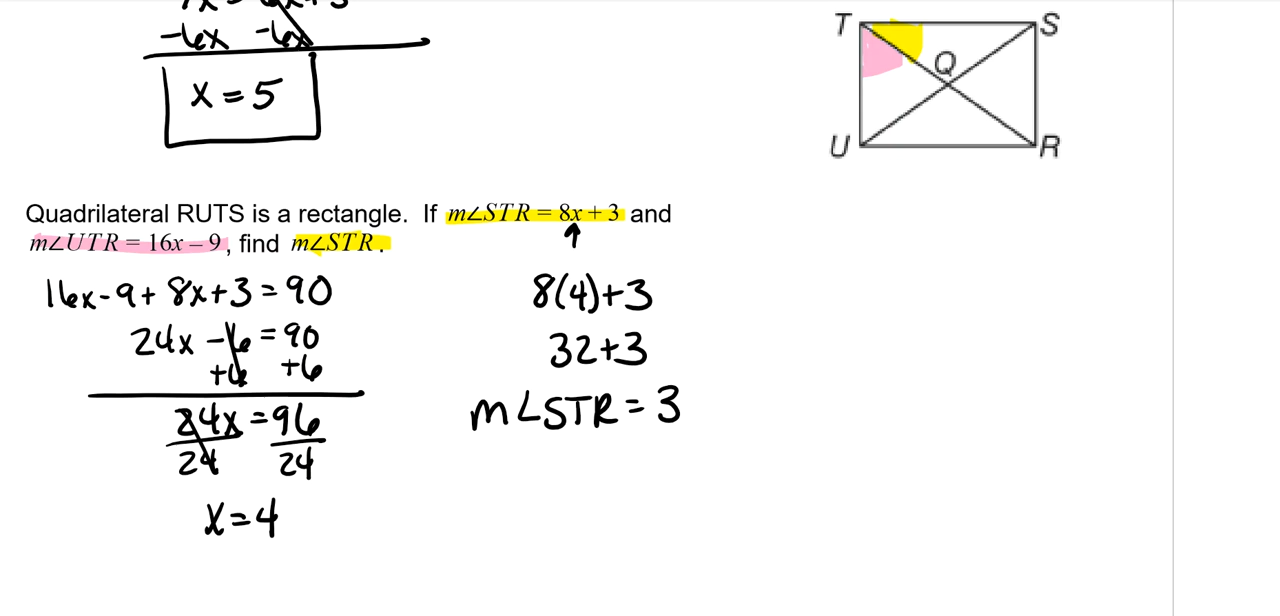 -6x -6x
x = 5
T S
Q
U R
Quadrilateral RUTS is a rectangle. If m∠STR = 8x + 3 and
m∠UTR = 16x – 9, find m∠STR.
16x - 9 + 8x + 3 = 90
24x - 6 = 90
+6 +6
24x = 96
24 24
x = 4
8(4)+3
32+3
m∠STR = 3